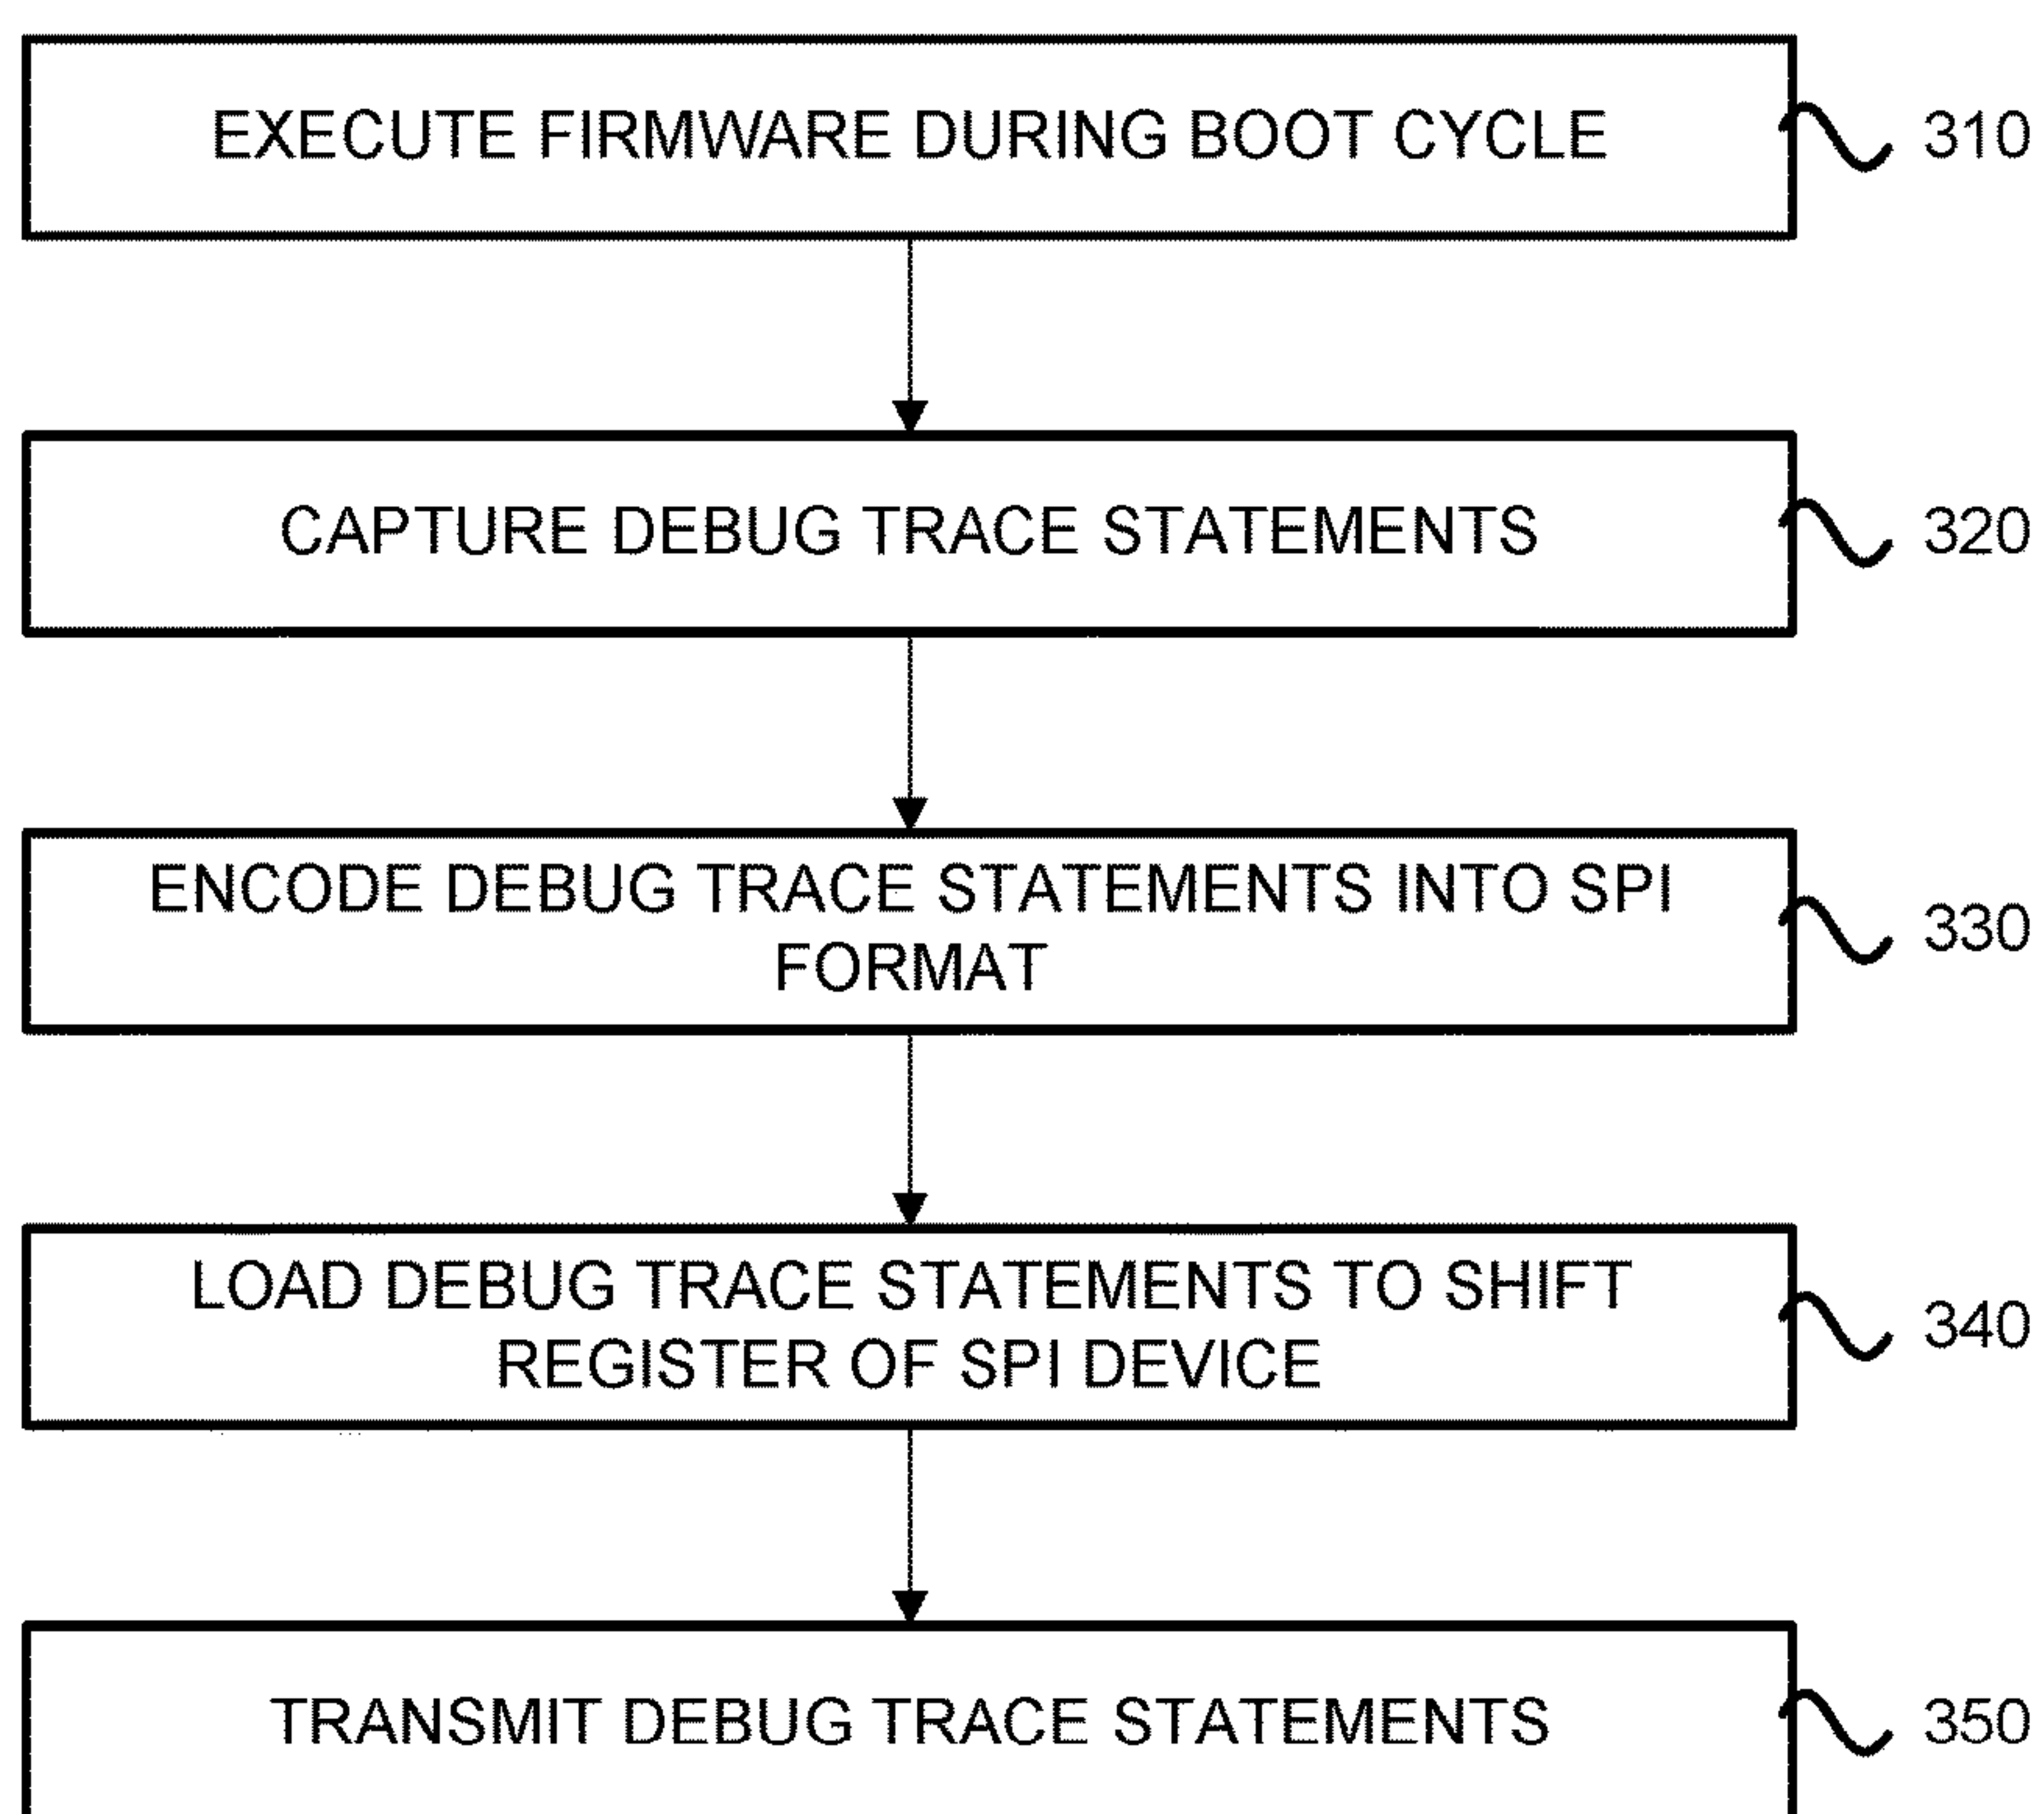 EXECUTE FIRMWARE DURING BOOT CYCLE
310
CAPTURE DEBUG TRACE STATEMENTS
320
ENCODE DEBUG TRACE STATEMENTS INTO SPI
FORMAT
330
LOAD DEBUG TRACE STATEMENTS TO SHIFT
REGISTER OF SPI DEVICE
340
TRANSMIT DEBUG TRACE STATEMENTS
350